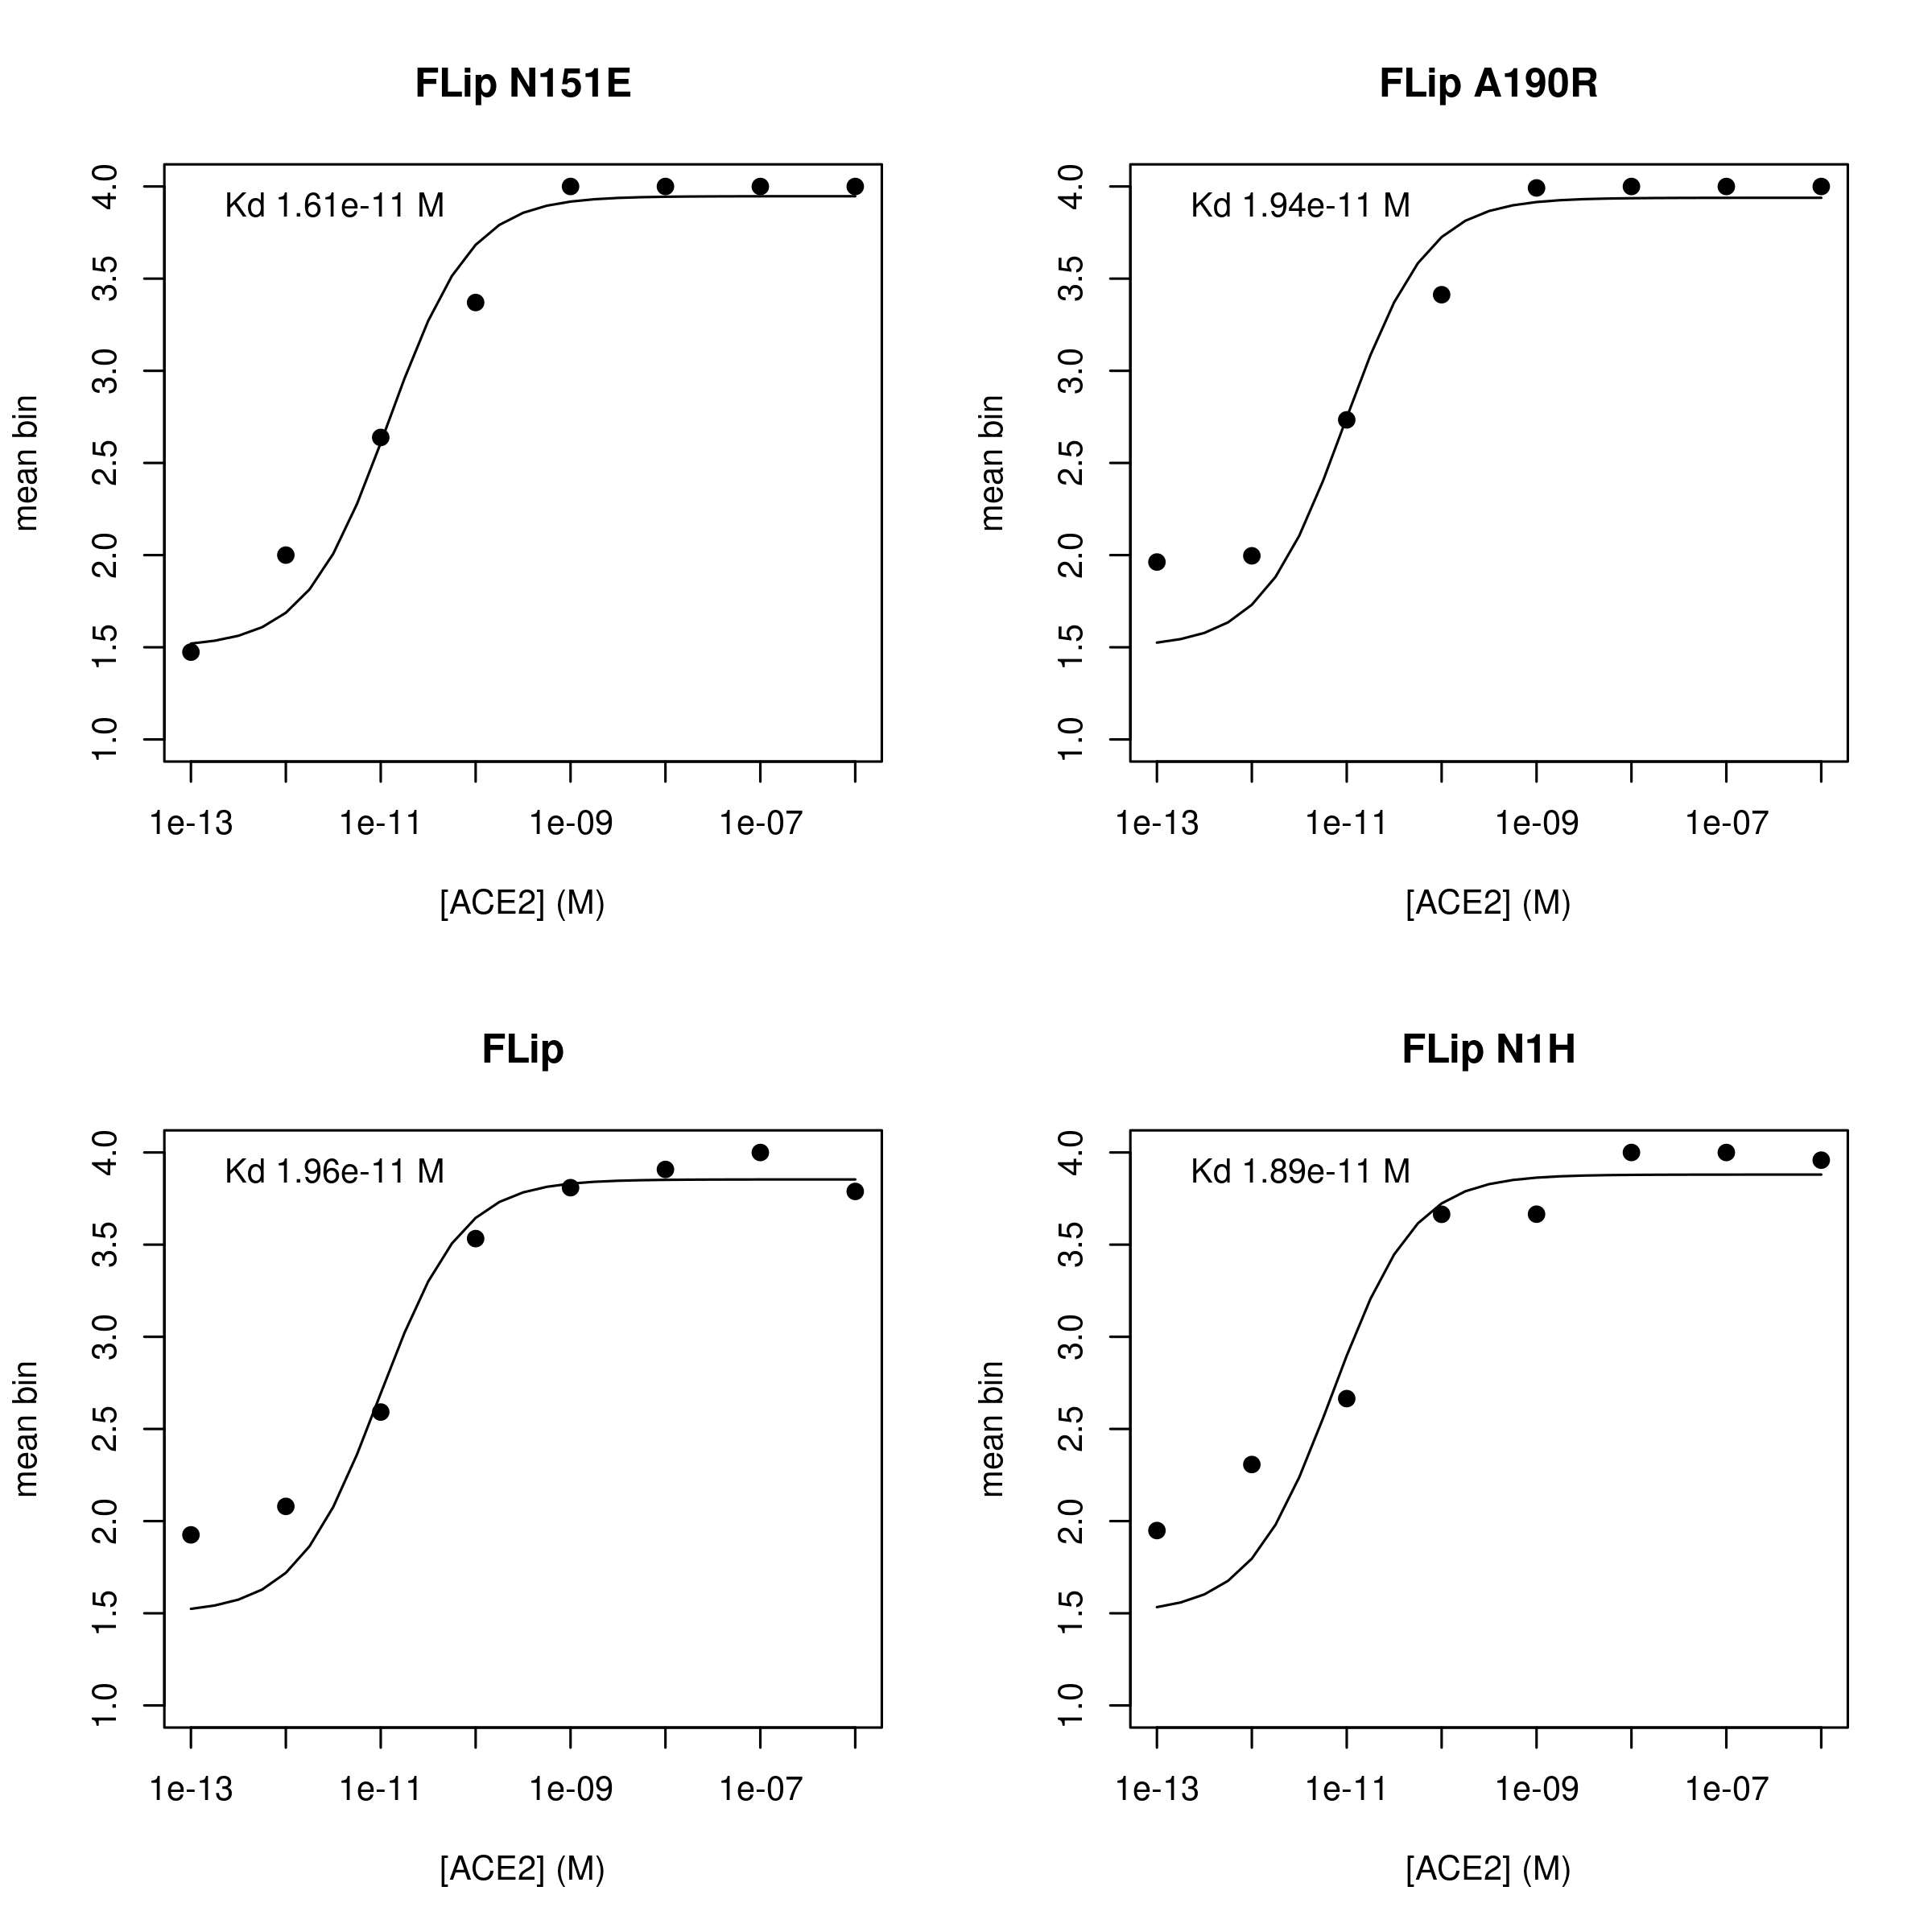 FLip N151E
Kd 1.61e-11 M
mean bin
4.0
3.5
3.0
2.5
2.0
1.5
1.0
1e-13 1e-11 1e-09 1e-07
[ACE2] (M)
FLip A190R
Kd 1.94e-11 M
mean bin
4.0
3.5
3.0
2.5
2.0
1.5
1.0
1e-13 1e-11 1e-09 1e-07
[ACE2] (M)
FLip
Kd 1.96e-11 M
mean bin
4.0
3.5
3.0
2.5
2.0
1.5
1.0
1e-13 1e-11 1e-09 1e-07
[ACE2] (M)
FLip N1H
Kd 1.89e-11 M
mean bin
4.0
3.5
3.0
2.5
2.0
1.5
1.0
1e-13 1e-11 1e-09 1e-07
[ACE2] (M)